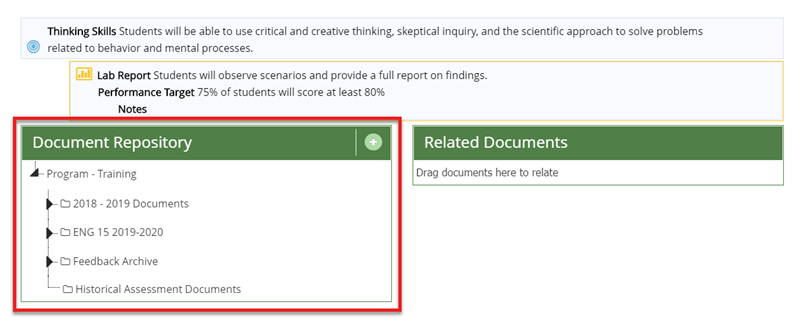 Thinking Skills Students will be able to use critical and creative thinking, skeptical inquiry, and the scientific approach to solve problems
related to behavior and mental processes.
Lab Report Students will observe scenarios and provide a full report on findings.
Performance Target 75% of students will score at least 80%
Notes
Document Repository
Program - Training
2018 - 2019 Documents
ENG 15 2019-2020
Feedback Archive
Historical Assessment Documents
Related Documents
Drag documents here to relate